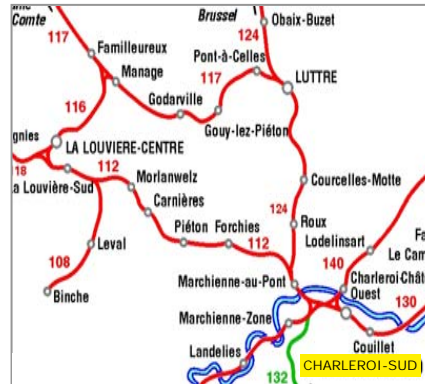 Comte
Brussel
Obaix-Buzet
117
Familleureux
124
Pont-à-Celles
Manage
117
LUTTRE
116
Godarville
Gouy-lez-Piéton
gnies
LA LOUVIERE-CENTRE
18
112
a Louvière-Sud
Morlanwelz
Courcelles-Motte
Carnières
124
Piéton
Forchies
Roux
Leval
112
Lodelinsart
Fa
Le Cam
108
140
Binche
Marchienne-au-Pont
Charleroi-Châte
Ouest
130
Marchienne-Zone
Couillet
Landelies
CHARLEROI-SUD
132